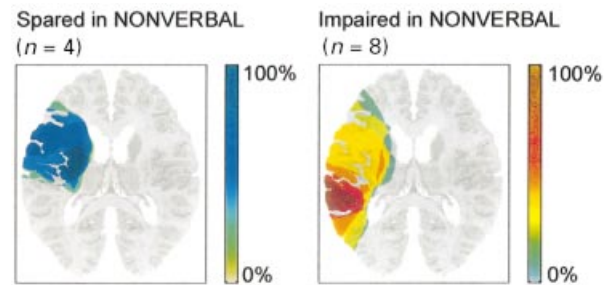 Spared in NONVERBAL
(n = 4)
100%
0%
Impaired in NONVERBAL
(n = 8)
100%
0%